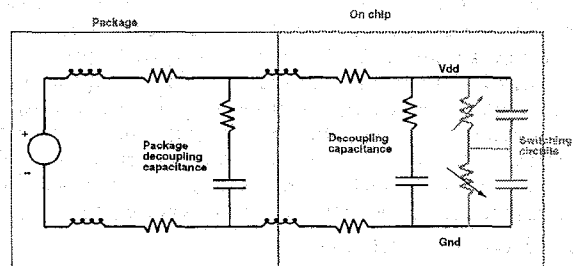 Package
On chip
Vdd
+
-
Package
decoupling
capacitance
Decoupling
capacitance
Switching
circuits
Gnd